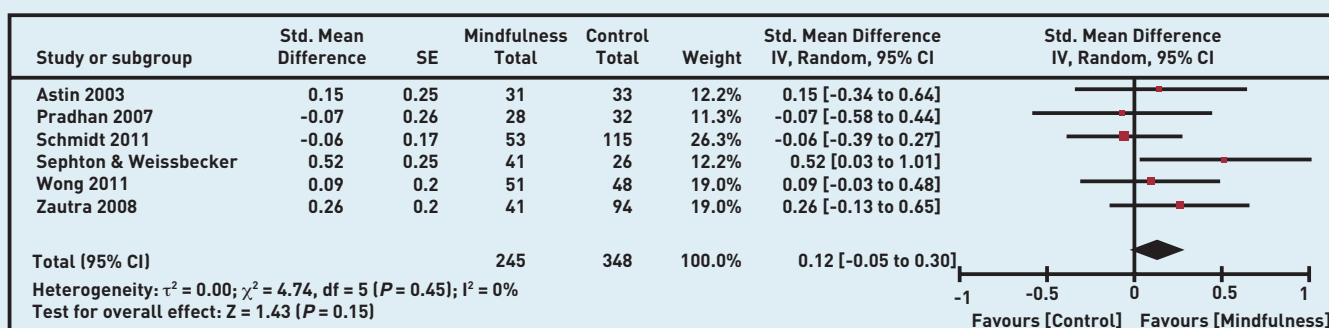 Study or subgroup Std. Mean Difference SE Mindfulness Total Control Total Weight Std. Mean Difference IV, Random, 95% CI Std. Mean Difference IV, Random, 95% CI
Astin 2003 0.15 0.25 31 33 12.2% 0.15 [-0.34 to 0.64]
Pradhan 2007 -0.07 0.26 28 32 11.3% -0.07 [-0.58 to 0.44]
Schmidt 2011 -0.06 0.17 53 115 26.3% -0.06 [-0.39 to 0.27]
Sephton & Weissbecker 0.52 0.25 41 26 12.2% 0.52 [0.03 to 1.01]
Wong 2011 0.09 0.2 51 48 19.0% 0.09 [-0.03 to 0.48]
Zautra 2008 0.26 0.2 41 94 19.0% 0.26 [-0.13 to 0.65]
Total (95% CI) 245 348 100.0% 0.12 [-0.05 to 0.30]
Heterogeneity: τ² = 0.00; χ² = 4.74, df = 5 (P = 0.45); I² = 0%
Test for overall effect: Z = 1.43 (P = 0.15)
-1 -0.5 0 0.5 1
Favours [Control] Favours [Mindfulness]